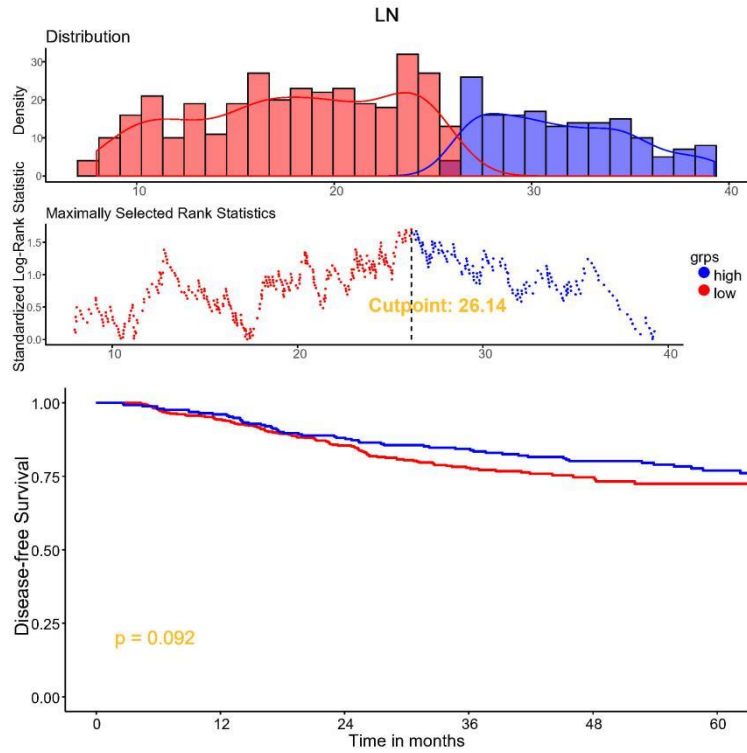 LN
Distribution
Density
30
20
10
0
10
20
30
40
Maximally Selected Rank Statistics
Standardized Log-Rank Statistic
1.5
1.0
0.5
0.0
Cutpoint: 26.14
10
20
30
40
grps
high
low
Disease-free Survival
1.00
0.75
0.50
0.25
0.00
p = 0.092
0
12
24
36
48
60
Time in months